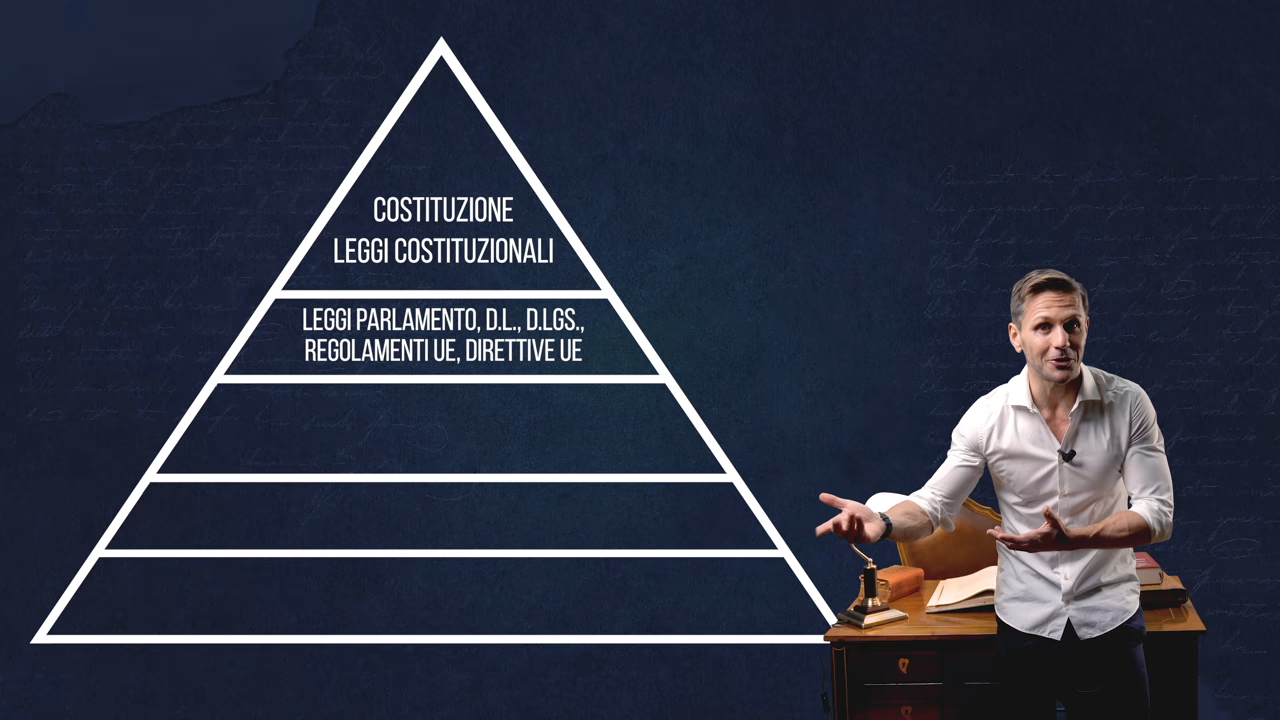 COSTITUZIONE
LEGGI COSTITUZIONALI
LEGGI PARLAMENTO, D.L., D.LGS.,
REGOLAMENTI UE, DIRETTIVE UE